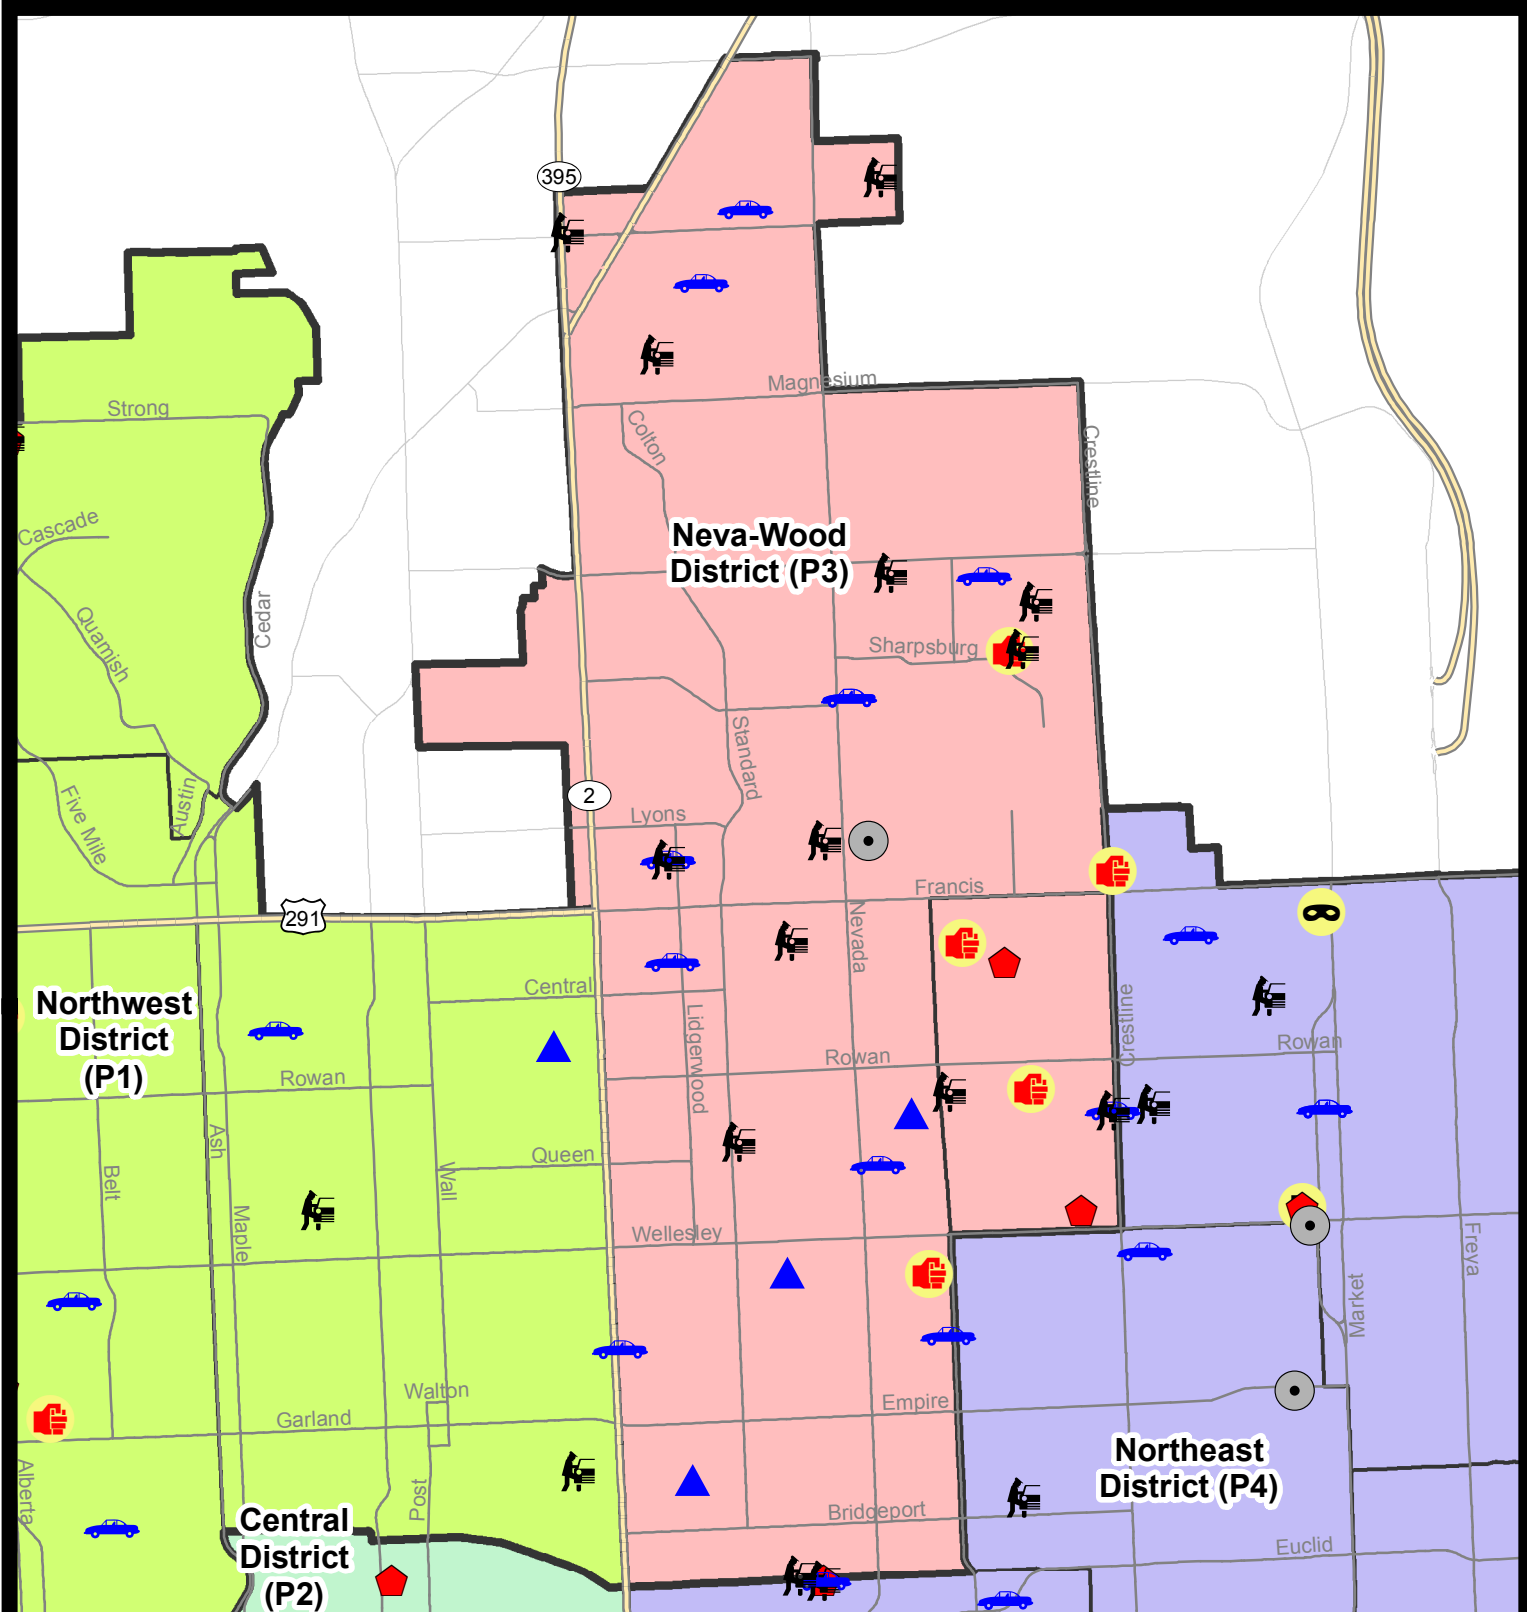 395
Magnesium
Strong
Colton
Crestline
Cascade
Neva-Wood
District (P3)
Quamish
Cedar
Sharpsburg
Standard
Five Mile
Austin
2
Lyons
Francis
291
Nevada
Northwest
District
(P1)
Central
Lidgerwood
Crestline
Rowan
Rowan
Rowan
Belt
Ash
Wall
Queen
Maple
Wellesley
Freya
Market
Walton
Garland
Empire
Alberta
Post
Northeast
District (P4)
Central
District
(P2)
Bridgeport
Euclid